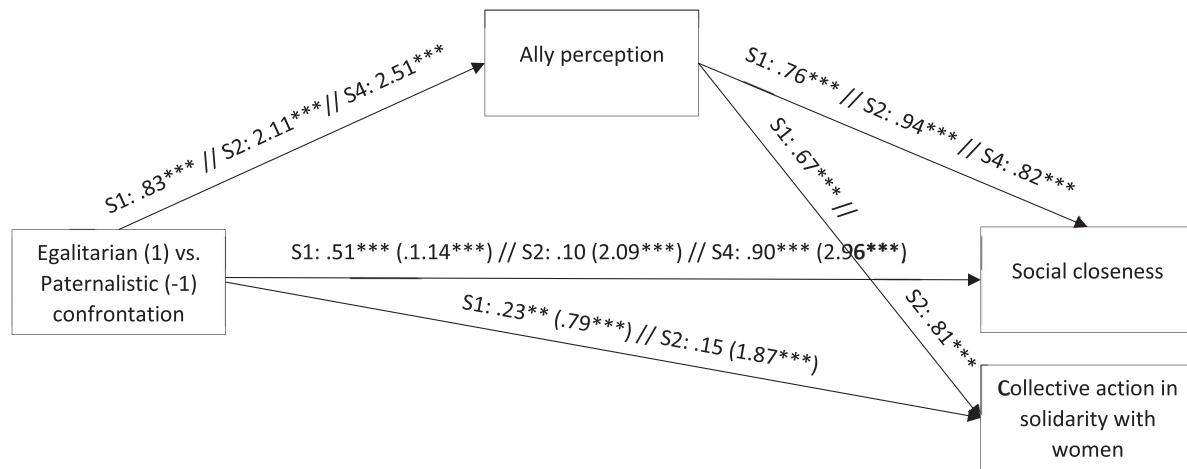 Ally perception
S1: .83*** // S2: 2.11*** // S4: 2.51***
S1: .76*** // S2: .94*** // S4: .82***
S1: .67*** //
S2: .81***
Egalitarian (1) vs.
Paternalistic (-1)
confrontation
S1: .51*** (.1.14***) // S2: .10 (2.09***) // S4: .90*** (2.96***)
S1: .23** (.79***) // S2: .15 (1.87***)
Social closeness
Collective action in
solidarity with
women